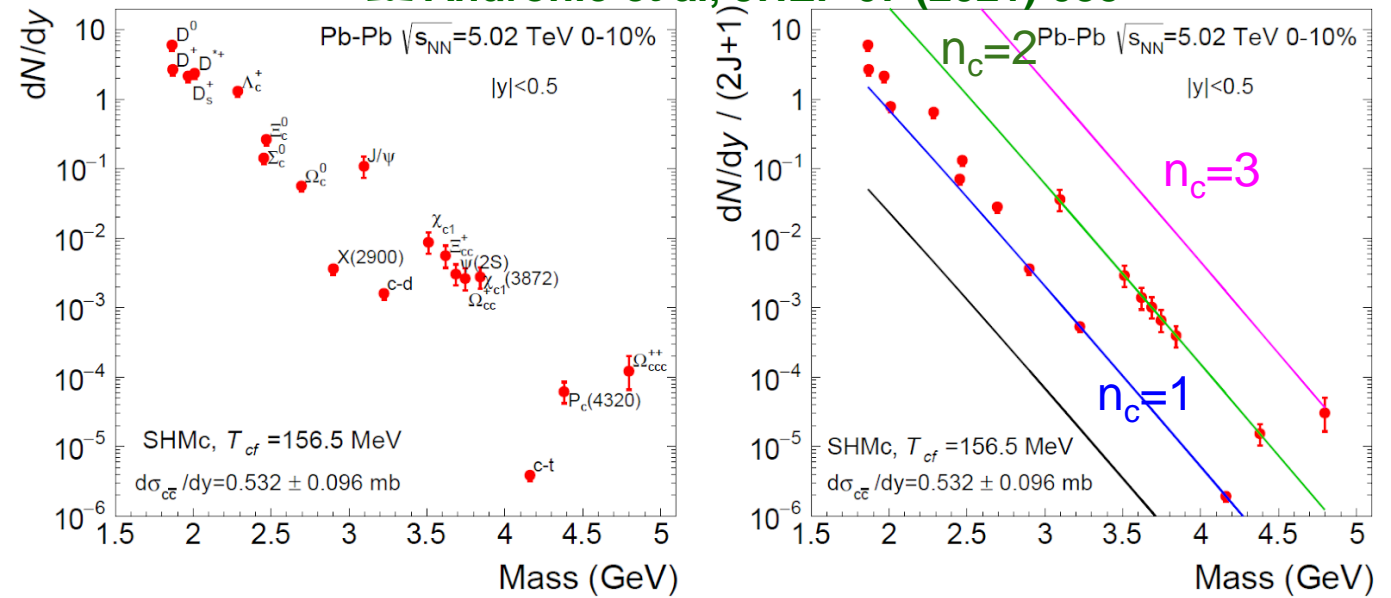 10
1
10⁻¹
10⁻²
10⁻³
10⁻⁴
10⁻⁵
10⁻⁶
dN/dy
Pb-Pb √sNN=5.02 TeV 0-10%
|y|<0.5
D⁰
D⁺ D*⁺
Dₛ⁺
Λc⁺
Ξc⁰
Σc⁰
Ωc⁰
J/ψ
X(2900)
c-d
χc1
Ξcc⁺
ψ(2S)
χc1(3872)
Ωcc⁺
Ωccc⁺⁺
Pc(4320)
c-t
SHMc, Tcf =156.5 MeV
dσcc̅ /dy=0.532 ± 0.096 mb
1.5 2 2.5 3 3.5 4 4.5 5
Mass (GeV)
10
1
10⁻¹
10⁻²
10⁻³
10⁻⁴
10⁻⁵
10⁻⁶
dN/dy / (2J+1)
Pb-Pb √sNN=5.02 TeV 0-10%
|y|<0.5
nc=2
nc=3
nc=1
SHMc, Tcf =156.5 MeV
dσcc̅ /dy=0.532 ± 0.096 mb
1.5 2 2.5 3 3.5 4 4.5 5
Mass (GeV)